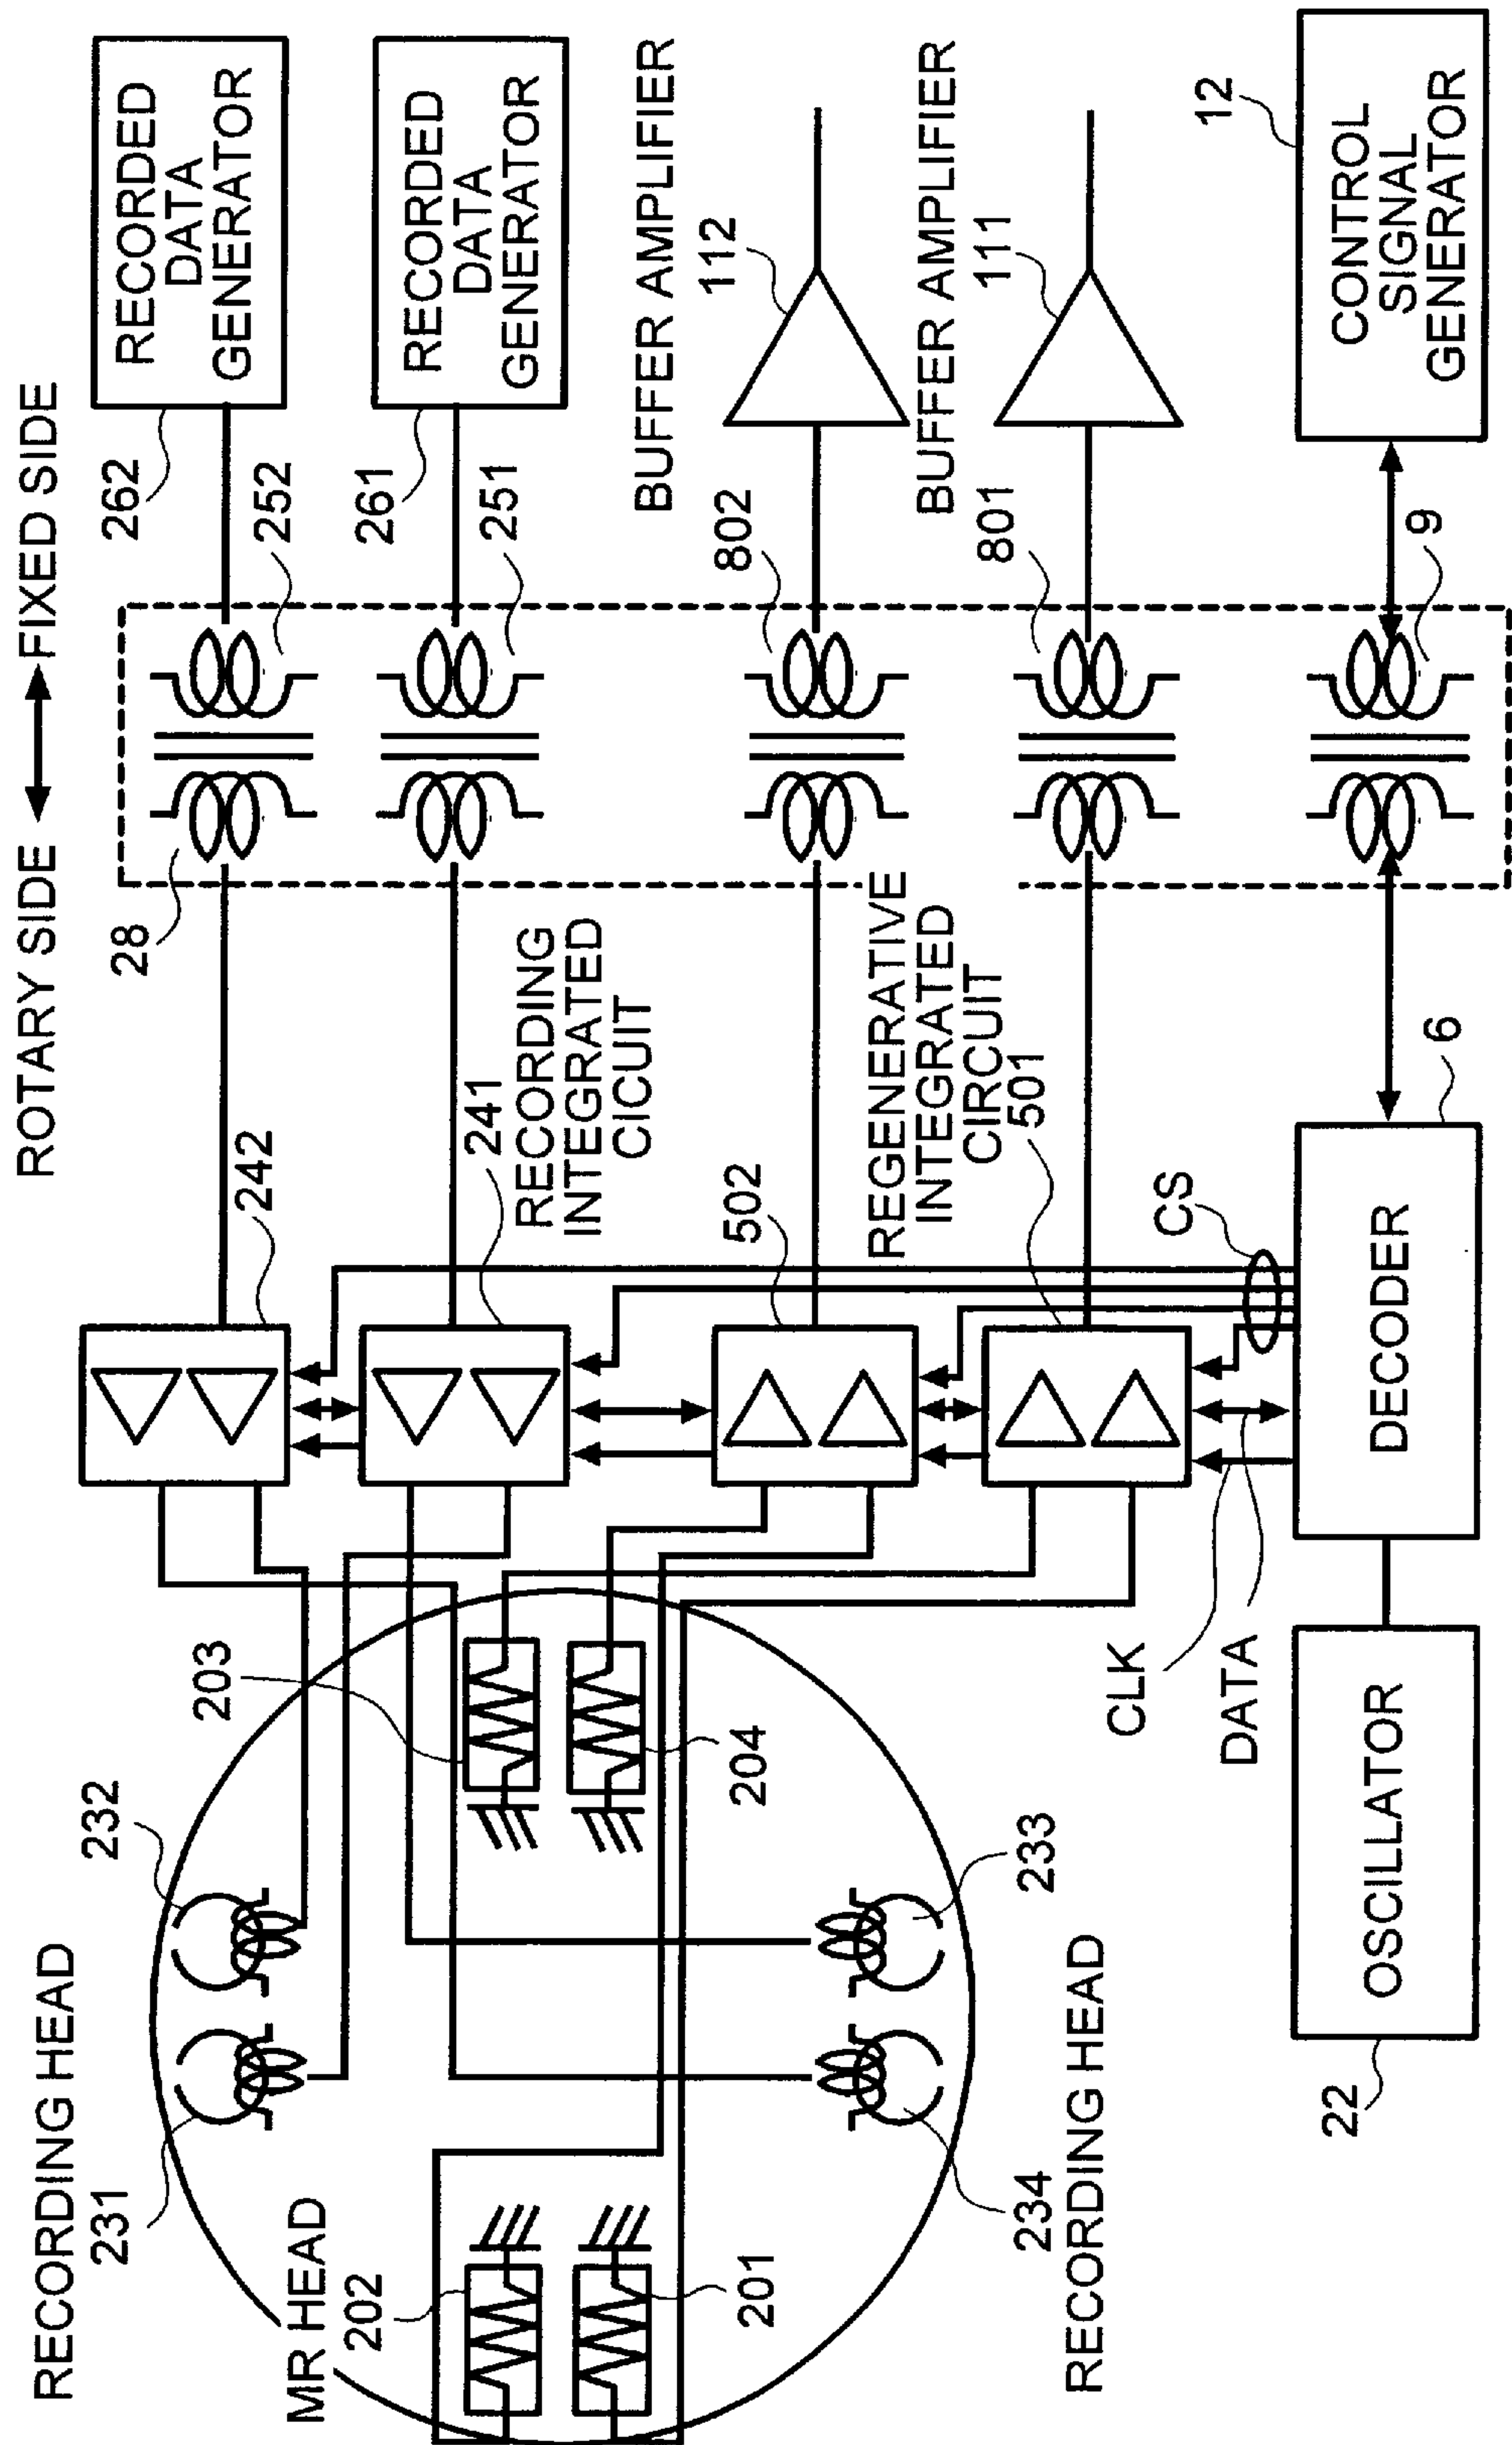 ROTARY SIDE
FIXED SIDE
RECORDING HEAD
231
232
MR HEAD
202
201
203
204
234
233
RECORDING HEAD
242
241
RECORDING
INTEGRATED
CICUIT
502
REGENERATIVE
INTEGRATED
CIRCUIT
501
CS
CLK
DATA
OSCILLATOR
22
DECODER
6
28
252
251
802
801
9
262
RECORDED
DATA
GENERATOR
261
RECORDED
DATA
GENERATOR
BUFFER AMPLIFIER
112
BUFFER AMPLIFIER
111
12
CONTROL
SIGNAL
GENERATOR